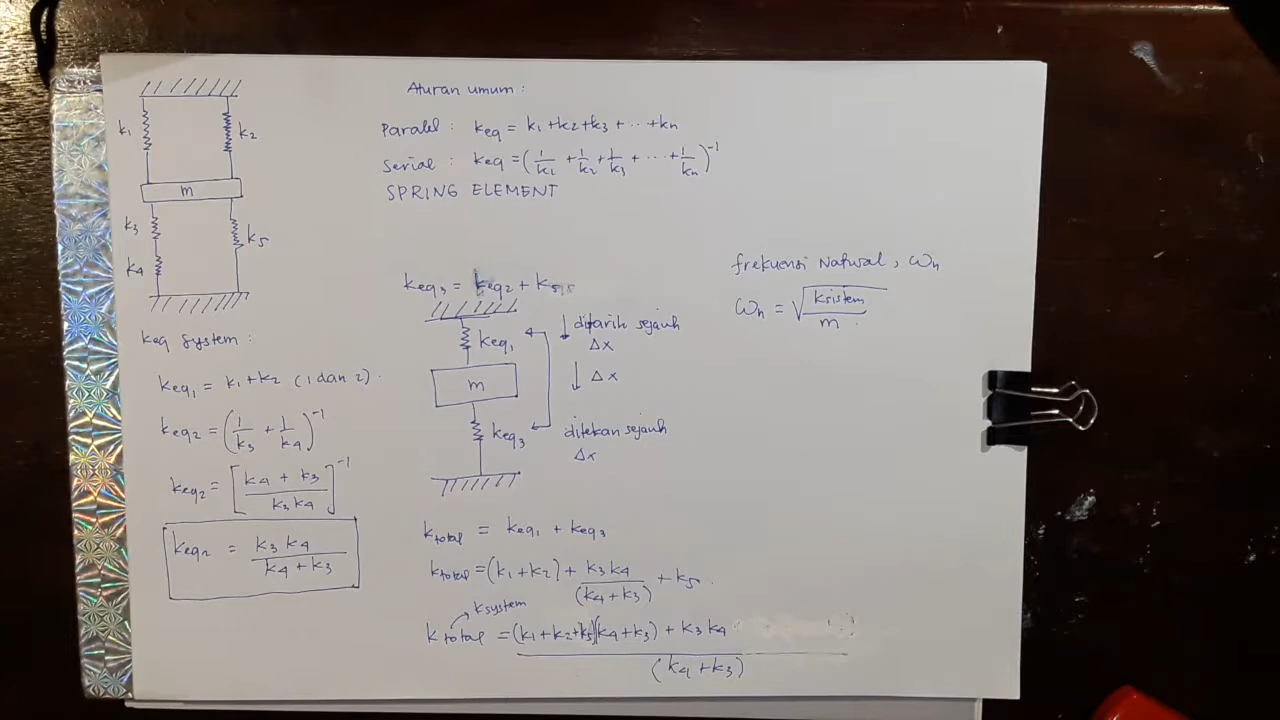 k1
k2
m
k3
k4
k5
keq system :
keq1 = k1 + k2 (1 dan 2).
keq2 = (1/k3 + 1/k4)^-1
keq2 = [(k4 + k3)/(k3 k4)]^-1
keq2 = k3 k4/(k4 + k3)
Aturan umum :
Paralel : keq = k1 + k2 + k3 + ... + kn
Serial : keq = (1/k1 + 1/k2 + 1/k3 + ... + 1/kn)^-1
SPRING ELEMENT
keq3 = keq2 + k5
keq1
m
keq3
↓ ditarik sejauh
Δx
↓ Δx
ditekan sejauh
Δx
ktotal = keq1 + keq3
ktotal = (k1 + k2) + k3 k4/(k4 + k3) + k5.
ksystem
ktotal = ((k1 + k2 + k5)(k4 + k3) + k3 k4)/(k4 + k3)
frekuensi Natural, ωn
ωn = √(ksistem/m).